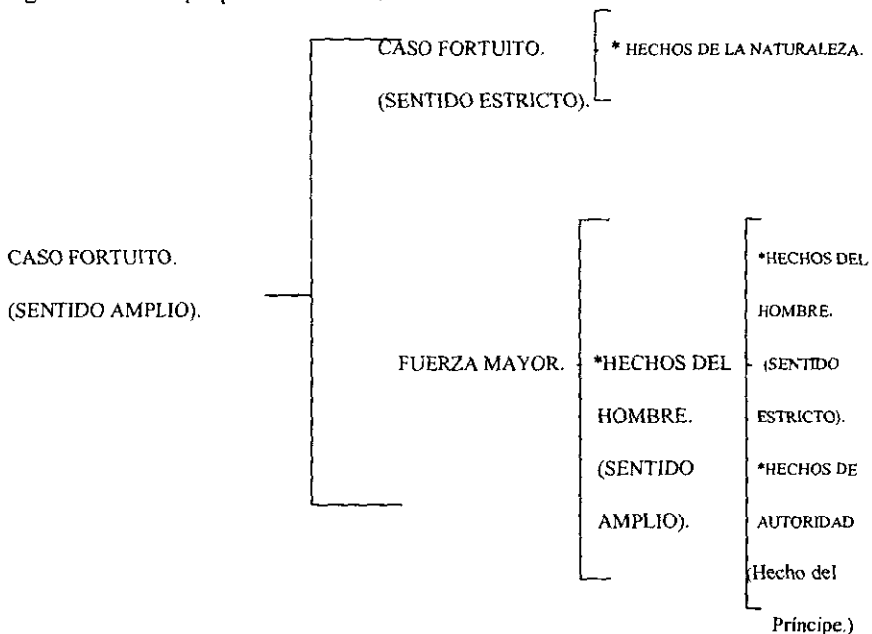 CASO FORTUITO.
(SENTIDO ESTRICTO).
* HECHOS DE LA NATURALEZA.
CASO FORTUITO.
(SENTIDO AMPLIO).
FUERZA MAYOR.
*HECHOS DEL
HOMBRE.
(SENTIDO
AMPLIO).
*HECHOS DEL
HOMBRE.
(SENTIDO
ESTRICTO).
*HECHOS DE
AUTORIDAD
(Hecho del
Príncipe.)